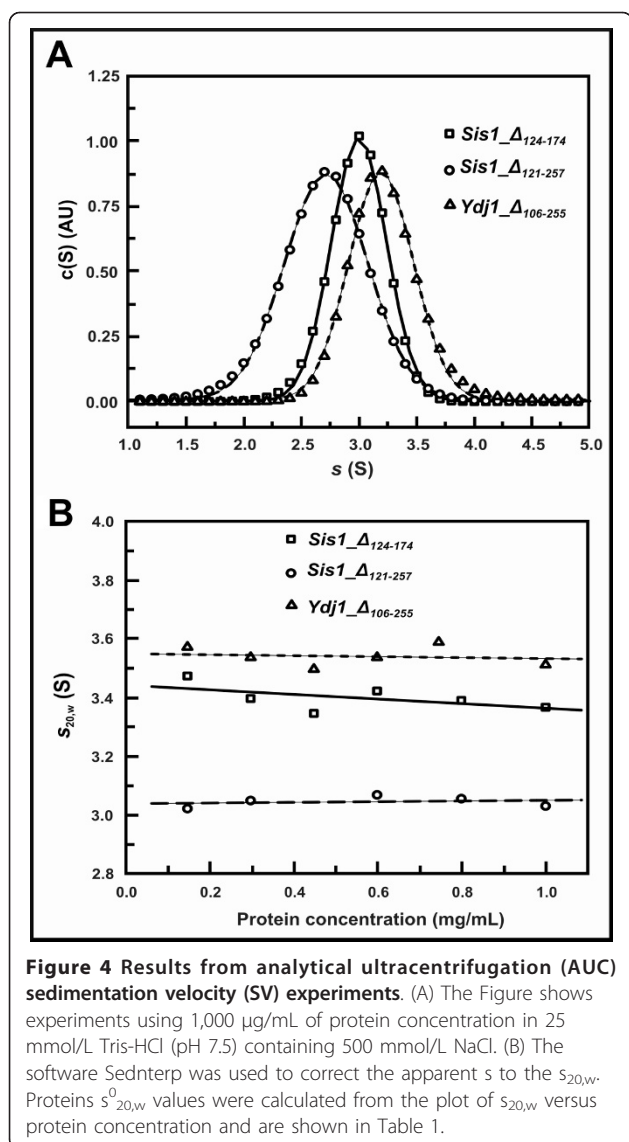 A
1.25
1.00
0.75
0.50
0.25
0.00
c(S) (AU)
Sis1_Δ124-174
Sis1_Δ121-257
Ydj1_Δ106-255
1.0 1.5 2.0 2.5 3.0 3.5 4.0 4.5 5.0
s (S)
B
4.0
3.8
3.6
3.4
3.2
3.0
2.8
s20,w (S)
Sis1_Δ124-174
Sis1_Δ121-257
Ydj1_Δ106-255
0.0 0.2 0.4 0.6 0.8 1.0
Protein concentration (mg/mL)
Figure 4 Results from analytical ultracentrifugation (AUC)
sedimentation velocity (SV) experiments. (A) The Figure shows
experiments using 1,000 μg/mL of protein concentration in 25
mmol/L Tris-HCl (pH 7.5) containing 500 mmol/L NaCl. (B) The
software Sednterp was used to correct the apparent s to the s20,w.
Proteins s020,w values were calculated from the plot of s20,w versus
protein concentration and are shown in Table 1.